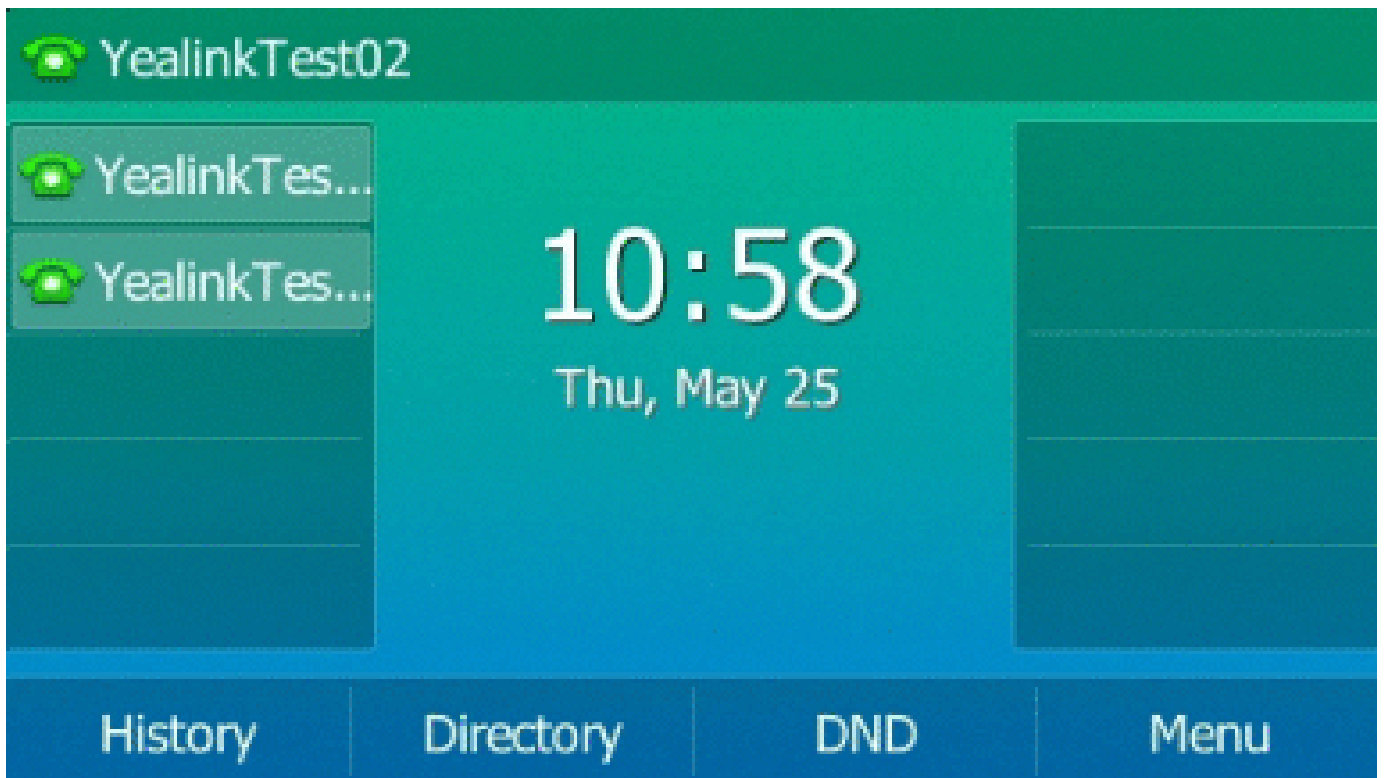 YealinkTest02
YealinkTes...
YealinkTes...
10:58
Thu, May 25
History
Directory
DND
Menu